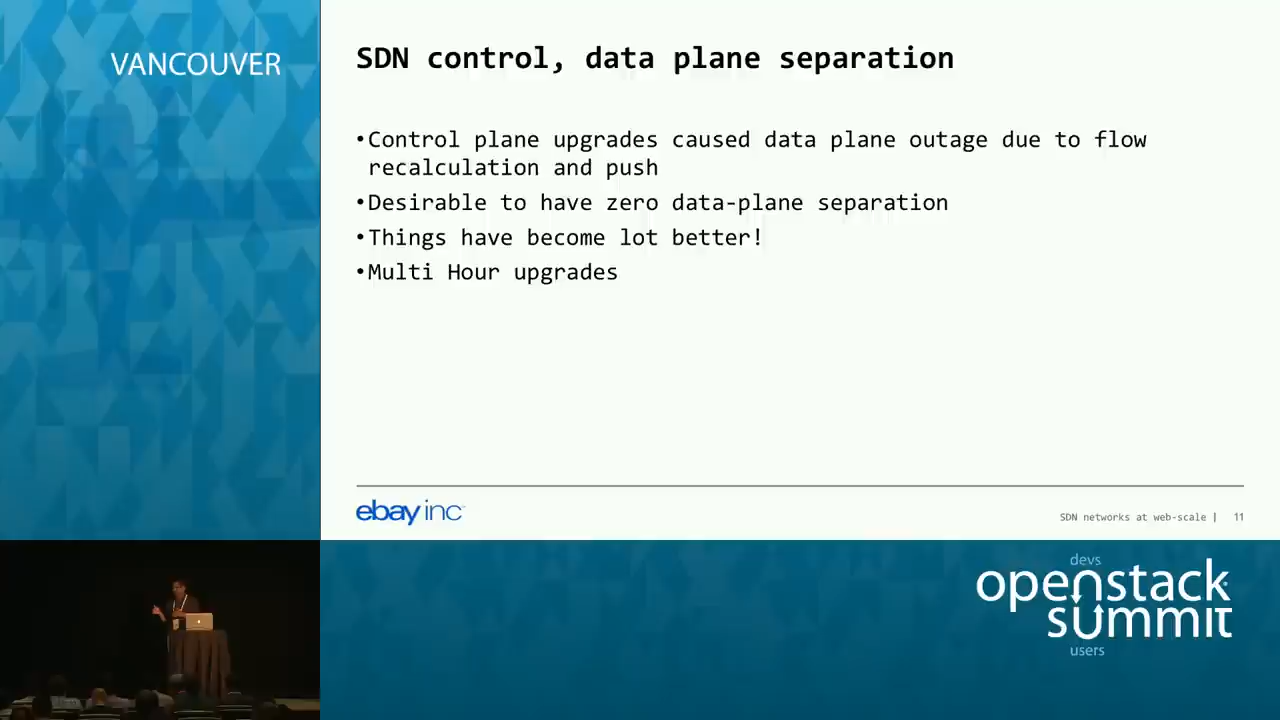 VANCOUVER
SDN control, data plane separation
•Control plane upgrades caused data plane outage due to flow
recalculation and push
•Desirable to have zero data-plane separation
•Things have become lot better!
•Multi Hour upgrades
ebay inc
SDN networks at web-scale | 11
devs
openstack
summit
users